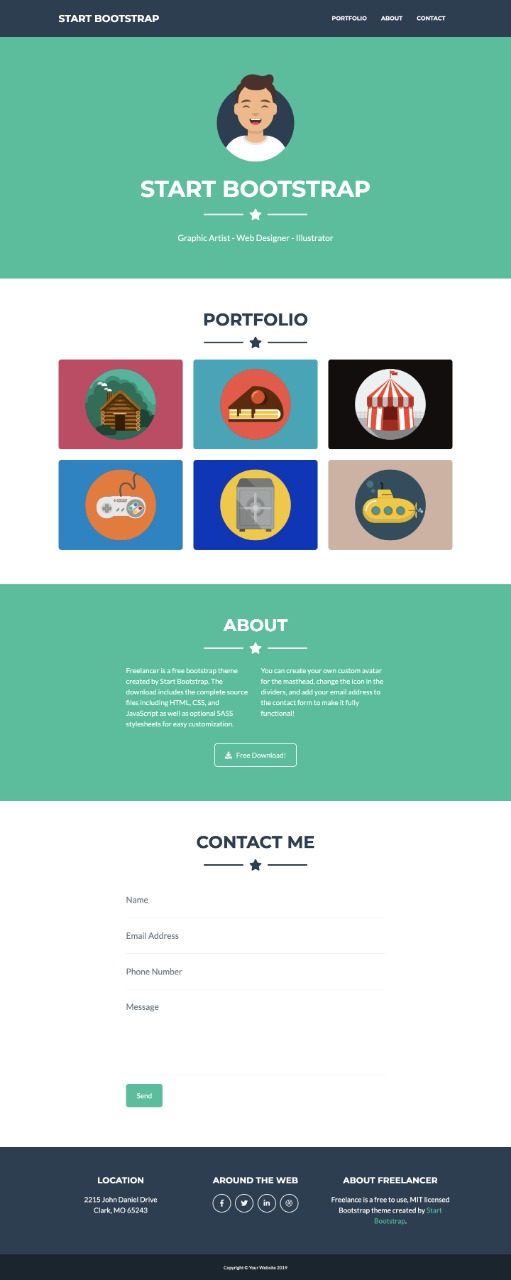 START BOOTSTRAP
PORTFOLIO ABOUT CONTACT
START BOOTSTRAP
Graphic Artist - Web Designer - Illustrator
PORTFOLIO
ABOUT
Freelancer is a free bootstrap theme
created by Start Bootstrap. The
download includes the complete source
files including HTML, CSS, and
JavaScript as well as optional SASS
stylesheets for easy customization.
You can create your own custom avatar
for the masthead, change the icon in the
dividers, and add your email address to
the contact form to make it fully
functional!
Free Download!
CONTACT ME
Name
Email Address
Phone Number
Message
Send
LOCATION
2215 John Daniel Drive
Clark, MO 65243
AROUND THE WEB
ABOUT FREELANCER
Freelance is a free to use, MIT licensed
Bootstrap theme created by Start
Bootstrap.
Copyright © Your Website 2019